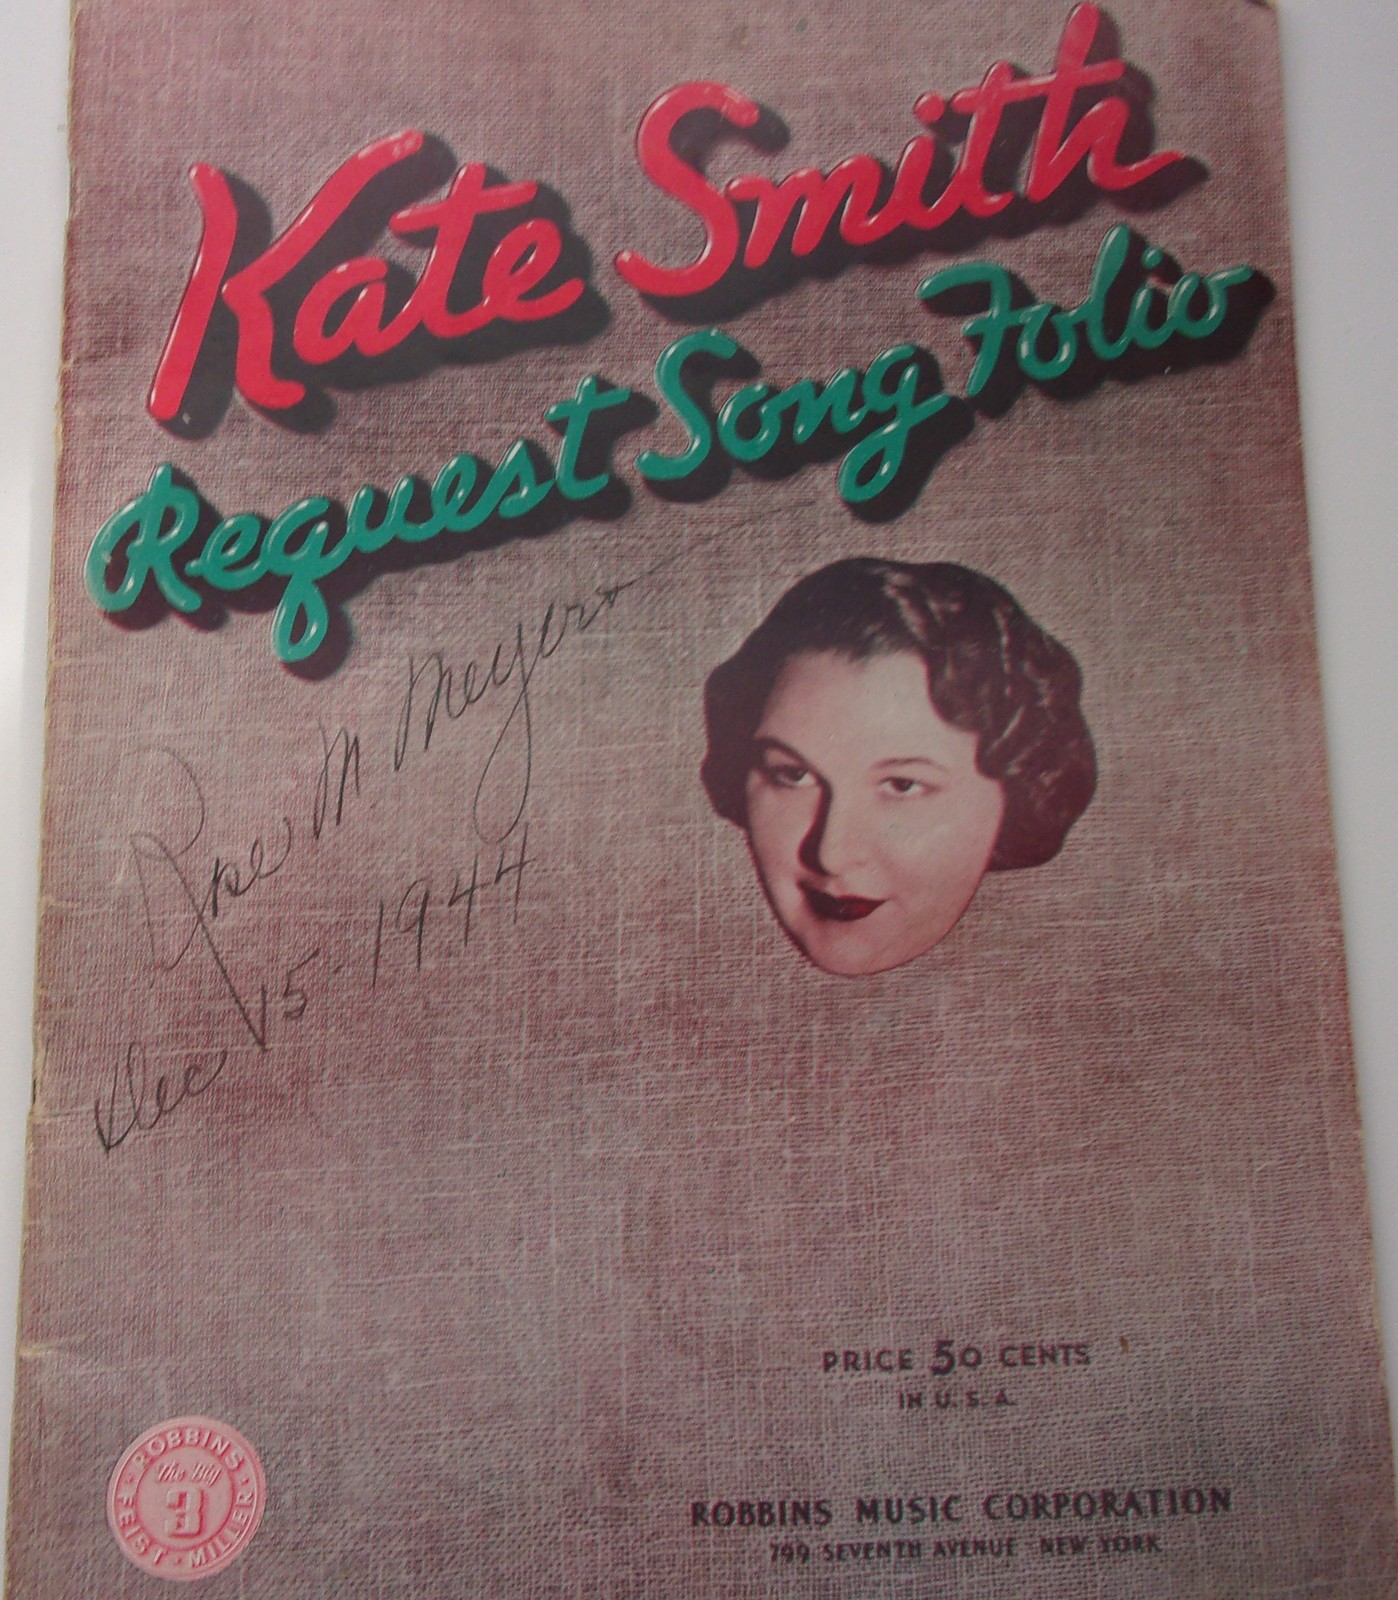 Kate Smith
Request Song Folio
Rose M Meyers
Dec 15-1944
PRICE 50 CENTS
IN U. S. A.
ROBBINS
The Big
3
FEIST · MILLER
ROBBINS MUSIC CORPORATION
799 SEVENTH AVENUE NEW YORK